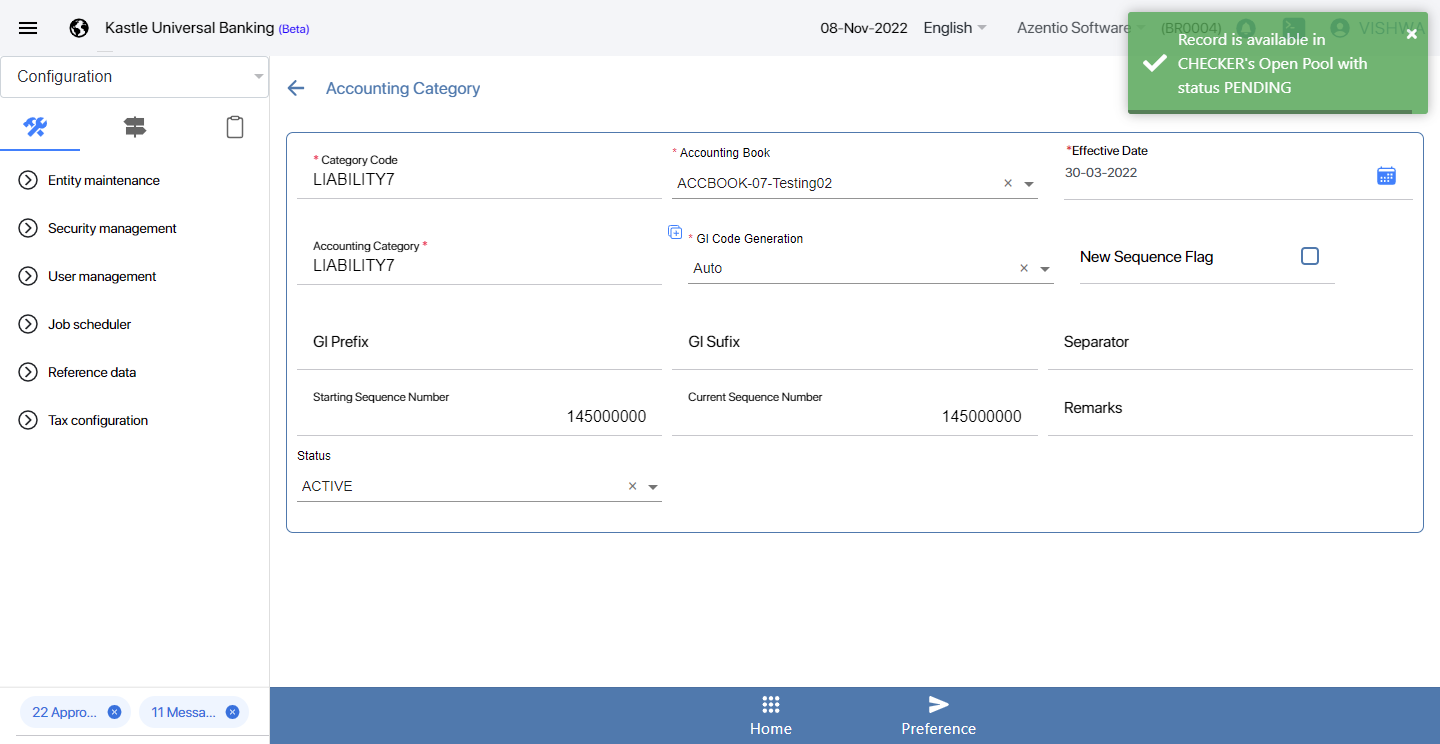 Kastle Universal Banking (Beta)
08-Nov-2022
English
Azentio Software
(BR0004)
VISHWA
Record is available in
CHECKER's Open Pool with
status PENDING
Configuration
Entity maintenance
Security management
User management
Job scheduler
Reference data
Tax configuration
Accounting Category
* Category Code
LIABILITY7
* Accounting Book
ACCBOOK-07-Testing02
*Effective Date
30-03-2022
Accounting Category *
LIABILITY7
* Gl Code Generation
Auto
New Sequence Flag
Gl Prefix
Gl Sufix
Separator
Starting Sequence Number
145000000
Current Sequence Number
145000000
Remarks
Status
ACTIVE
22 Appro...
11 Messa...
Home
Preference